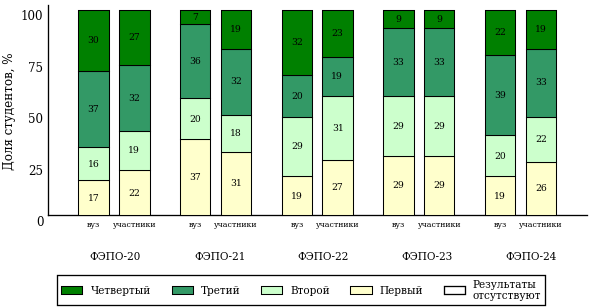 Доля студентов, %
100
75
50
25
0
30 27 7 19 32 23 9 9 22 19
37 32 36 32 20 19 33 33 39 33
16 19 20 18 29 31 29 29 20 22
17 22 37 31 19 27 29 29 19 26
вуз участники вуз участники вуз участники вуз участники вуз участники
ФЭПО-20 ФЭПО-21 ФЭПО-22 ФЭПО-23 ФЭПО-24
Четвертый Третий Второй Первый Результаты
отсутствуют